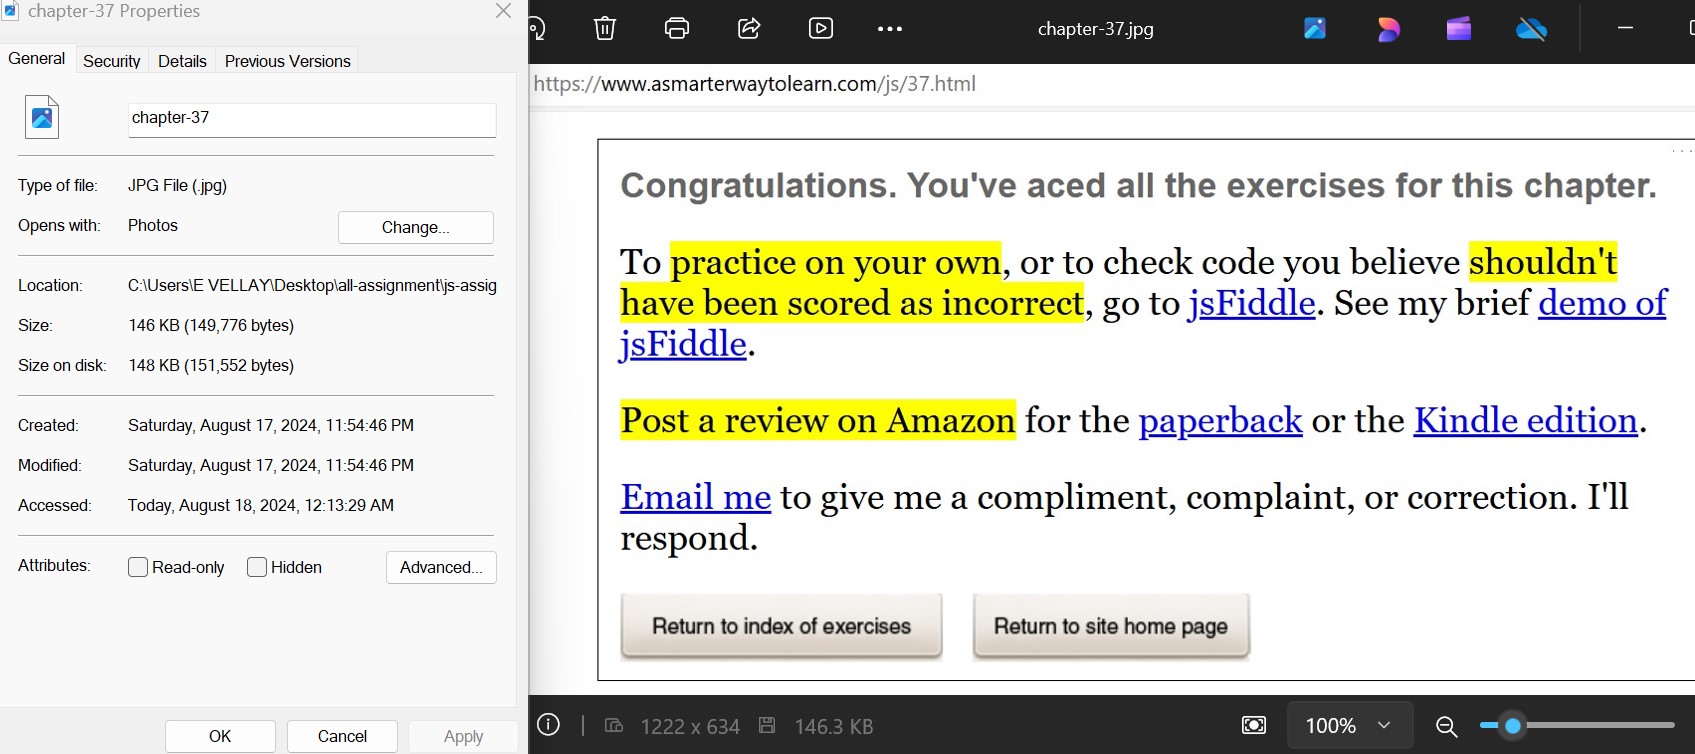 chapter-37 Properties
General
Security
Details
Previous Versions
chapter-37
Type of file: JPG File (.jpg)
Opens with: Photos
Change...
Location: C:\Users\E VELLAY\Desktop\all-assignment\js-assig
Size: 146 KB (149,776 bytes)
Size on disk: 148 KB (151,552 bytes)
Created: Saturday, August 17, 2024, 11:54:46 PM
Modified: Saturday, August 17, 2024, 11:54:46 PM
Accessed: Today, August 18, 2024, 12:13:29 AM
Attributes: Read-only Hidden
Advanced...
OK
Cancel
Apply
chapter-37.jpg
https://www.asmarterwaytolearn.com/js/37.html
Congratulations. You've aced all the exercises for this chapter.
To practice on your own, or to check code you believe shouldn't
have been scored as incorrect, go to jsFiddle. See my brief demo of
jsFiddle.
Post a review on Amazon for the paperback or the Kindle edition.
Email me to give me a compliment, complaint, or correction. I'll
respond.
Return to index of exercises
Return to site home page
1222 x 634
146.3 KB
100%